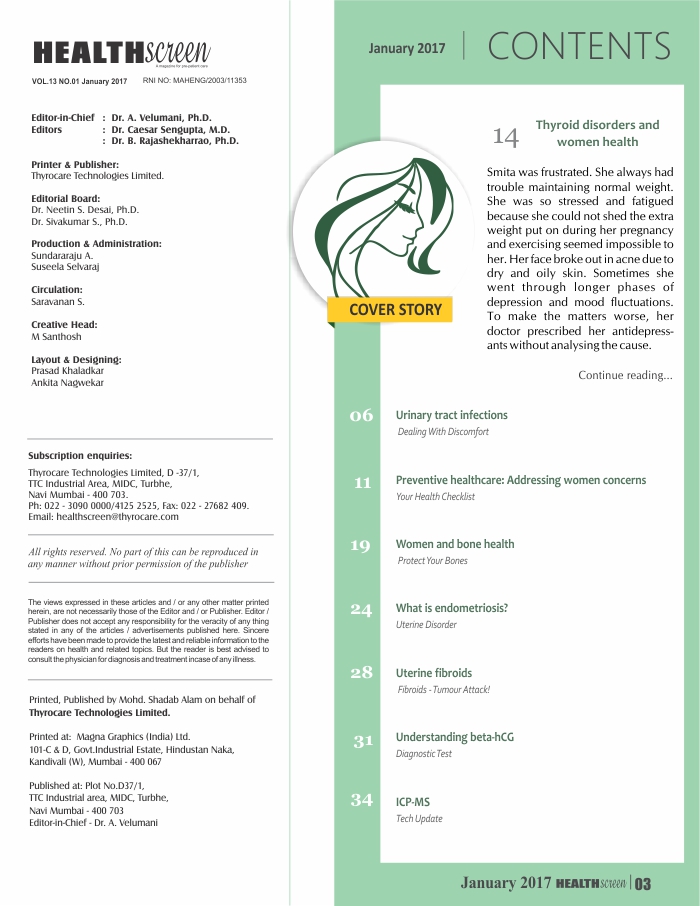 HEALTHscreen
A magazine for pre-patient care
VOL.13 NO.01 January 2017 RNI NO: MAHENG/2003/11353
Editor-in-Chief : Dr. A. Velumani, Ph.D.
Editors : Dr. Caesar Sengupta, M.D.
: Dr. B. Rajashekharrao, Ph.D.
Printer & Publisher:
Thyrocare Technologies Limited.
Editorial Board:
Dr. Neetin S. Desai, Ph.D.
Dr. Sivakumar S., Ph.D.
Production & Administration:
Sundararaju A.
Suseela Selvaraj
Circulation:
Saravanan S.
Creative Head:
M Santhosh
Layout & Designing:
Prasad Khaladkar
Ankita Nagwekar
Subscription enquiries:
Thyrocare Technologies Limited, D -37/1,
TTC Industrial Area, MIDC, Turbhe,
Navi Mumbai - 400 703.
Ph: 022 - 3090 0000/4125 2525, Fax: 022 - 27682 409.
Email: healthscreen@thyrocare.com
All rights reserved. No part of this can be reproduced in
any manner without prior permission of the publisher
The views expressed in these articles and / or any other matter printed
herein, are not necessarily those of the Editor and / or Publisher. Editor /
Publisher does not accept any responsibility for the veracity of any thing
stated in any of the articles / advertisements published here. Sincere
efforts have been made to provide the latest and reliable information to the
readers on health and related topics. But the reader is best advised to
consult the physician for diagnosis and treatment incase of any illness.
Printed, Published by Mohd. Shadab Alam on behalf of
Thyrocare Technologies Limited.
Printed at: Magna Graphics (India) Ltd.
101-C & D, Govt.Industrial Estate, Hindustan Naka,
Kandivali (W), Mumbai - 400 067
Published at: Plot No.D37/1,
TTC Industrial area, MIDC, Turbhe,
Navi Mumbai - 400 703
Editor-in-Chief - Dr. A. Velumani
January 2017 | CONTENTS
COVER STORY
14 Thyroid disorders and
women health
Smita was frustrated. She always had
trouble maintaining normal weight.
She was so stressed and fatigued
because she could not shed the extra
weight put on during her pregnancy
and exercising seemed impossible to
her. Her face broke out in acne due to
dry and oily skin. Sometimes she
went through longer phases of
depression and mood fluctuations.
To make the matters worse, her
doctor prescribed her antidepress-
ants without analysing the cause.
Continue reading...
06 Urinary tract infections
Dealing With Discomfort
11 Preventive healthcare: Addressing women concerns
Your Health Checklist
19 Women and bone health
Protect Your Bones
24 What is endometriosis?
Uterine Disorder
28 Uterine fibroids
Fibroids - Tumour Attack!
31 Understanding beta-hCG
Diagnostic Test
34 ICP-MS
Tech Update
January 2017 HEALTHscreen | 03